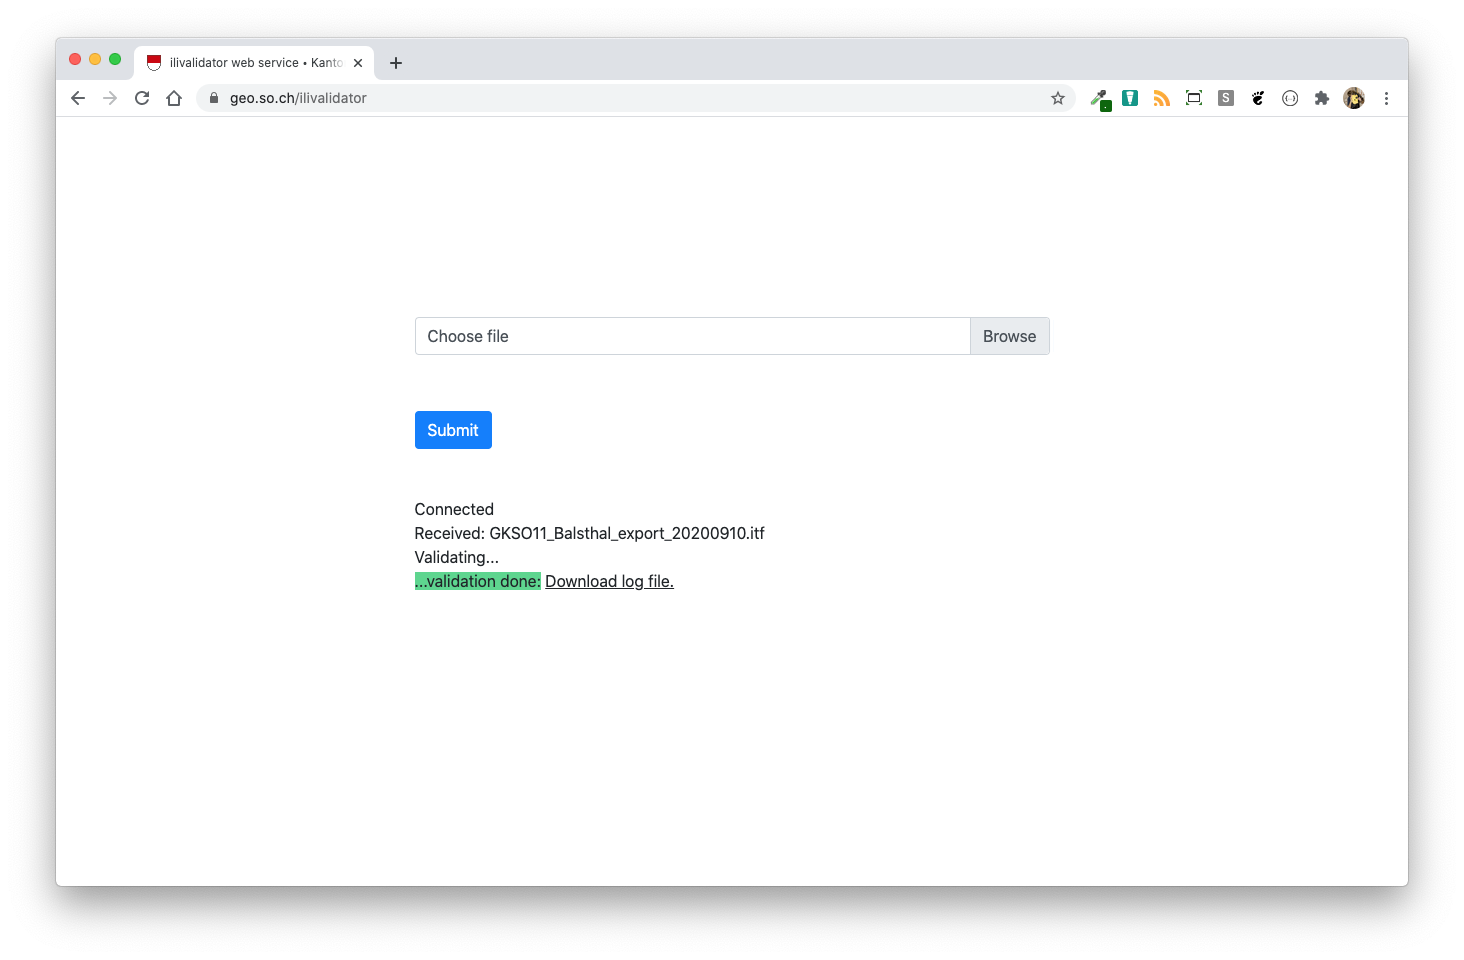 ilivalidator web service • Kanto
geo.so.ch/ilivalidator
S
Choose file
Browse
Submit
Connected
Received: GKSO11_Balsthal_export_20200910.itf
Validating...
...validation done: Download log file.